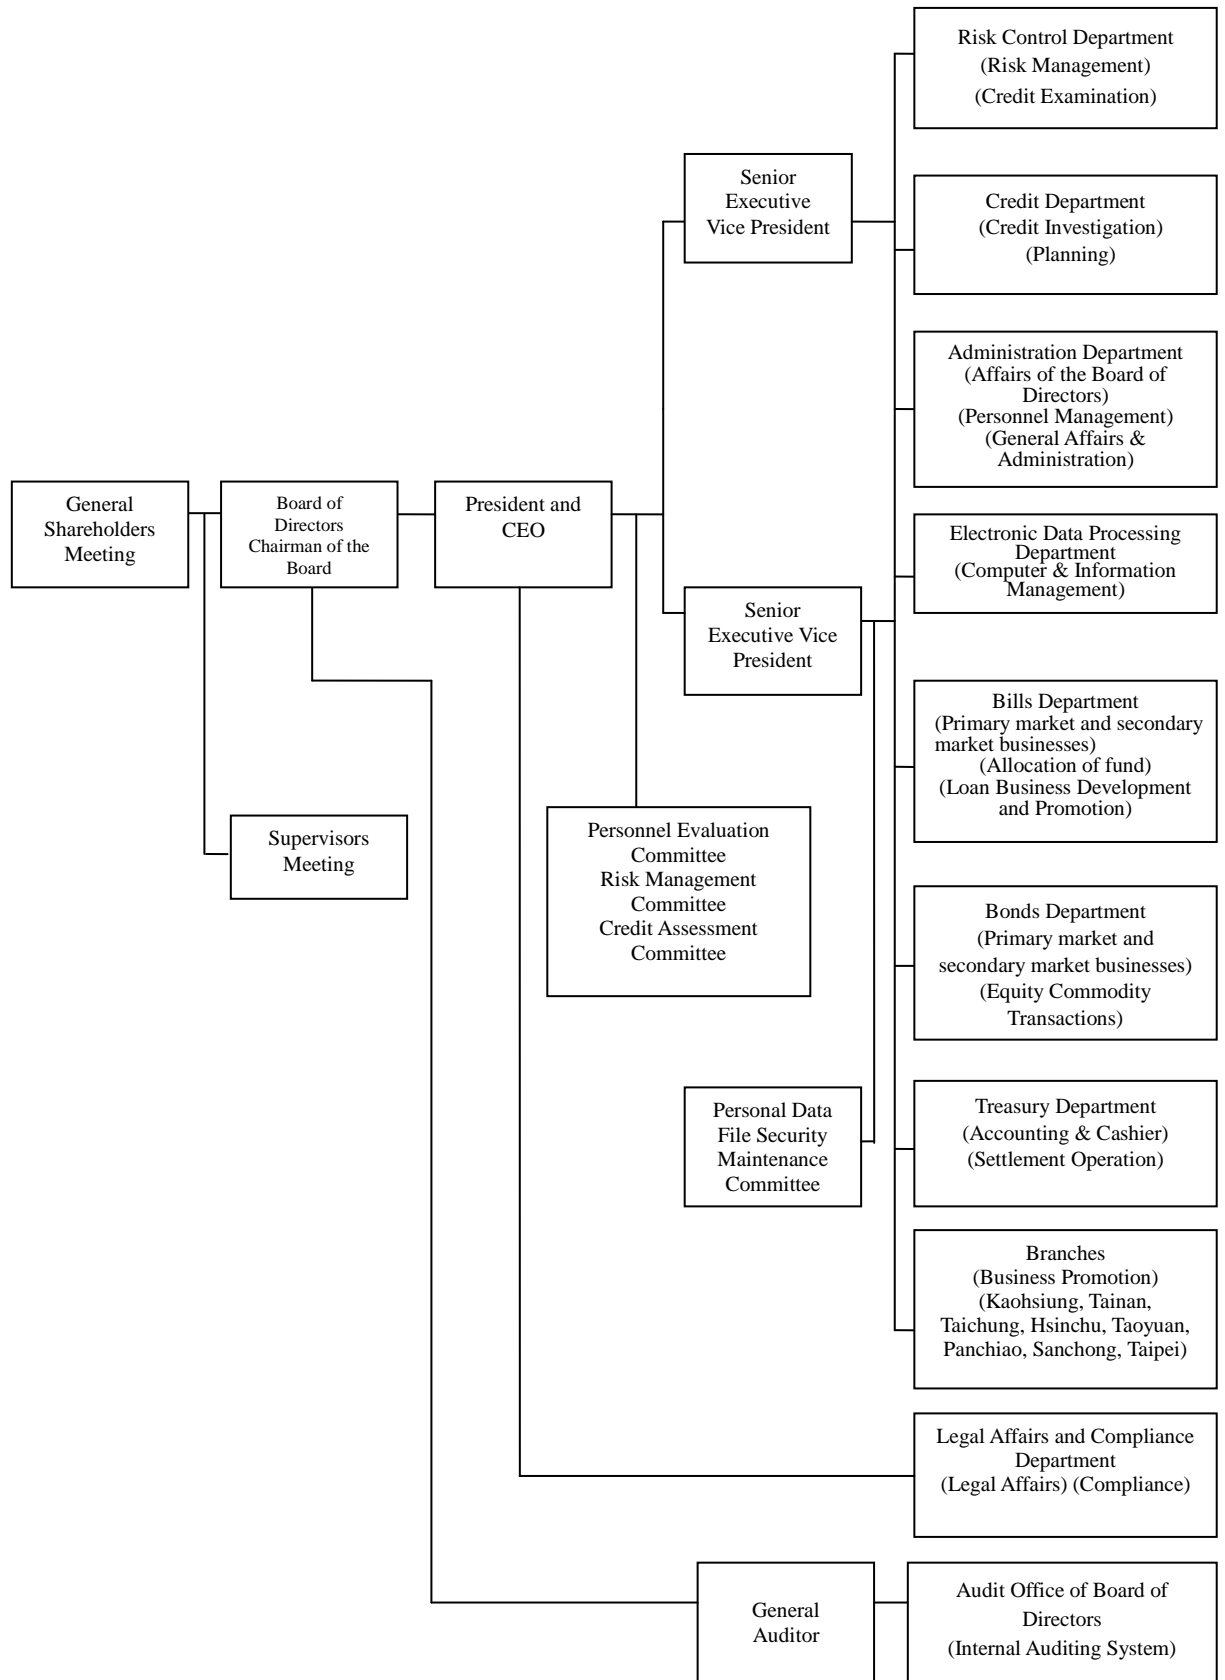 Risk Control Department
(Risk Management)
(Credit Examination)
Senior
Executive
Vice President
Credit Department
(Credit Investigation)
(Planning)
Administration Department
(Affairs of the Board of
Directors)
(Personnel Management)
(General Affairs &
Administration)
General
Shareholders
Meeting
Board of
Directors
Chairman of the
Board
President and
CEO
Electronic Data Processing
Department
(Computer & Information
Management)
Senior
Executive Vice
President
Bills Department
(Primary market and secondary
market businesses)
(Allocation of fund)
(Loan Business Development
and Promotion)
Supervisors
Meeting
Personnel Evaluation
Committee
Risk Management
Committee
Credit Assessment
Committee
Bonds Department
(Primary market and
secondary market businesses)
(Equity Commodity
Transactions)
Personal Data
File Security
Maintenance
Committee
Treasury Department
(Accounting & Cashier)
(Settlement Operation)
Branches
(Business Promotion)
(Kaohsiung, Tainan,
Taichung, Hsinchu, Taoyuan,
Panchiao, Sanchong, Taipei)
Legal Affairs and Compliance
Department
(Legal Affairs) (Compliance)
General
Auditor
Audit Office of Board of
Directors
(Internal Auditing System)